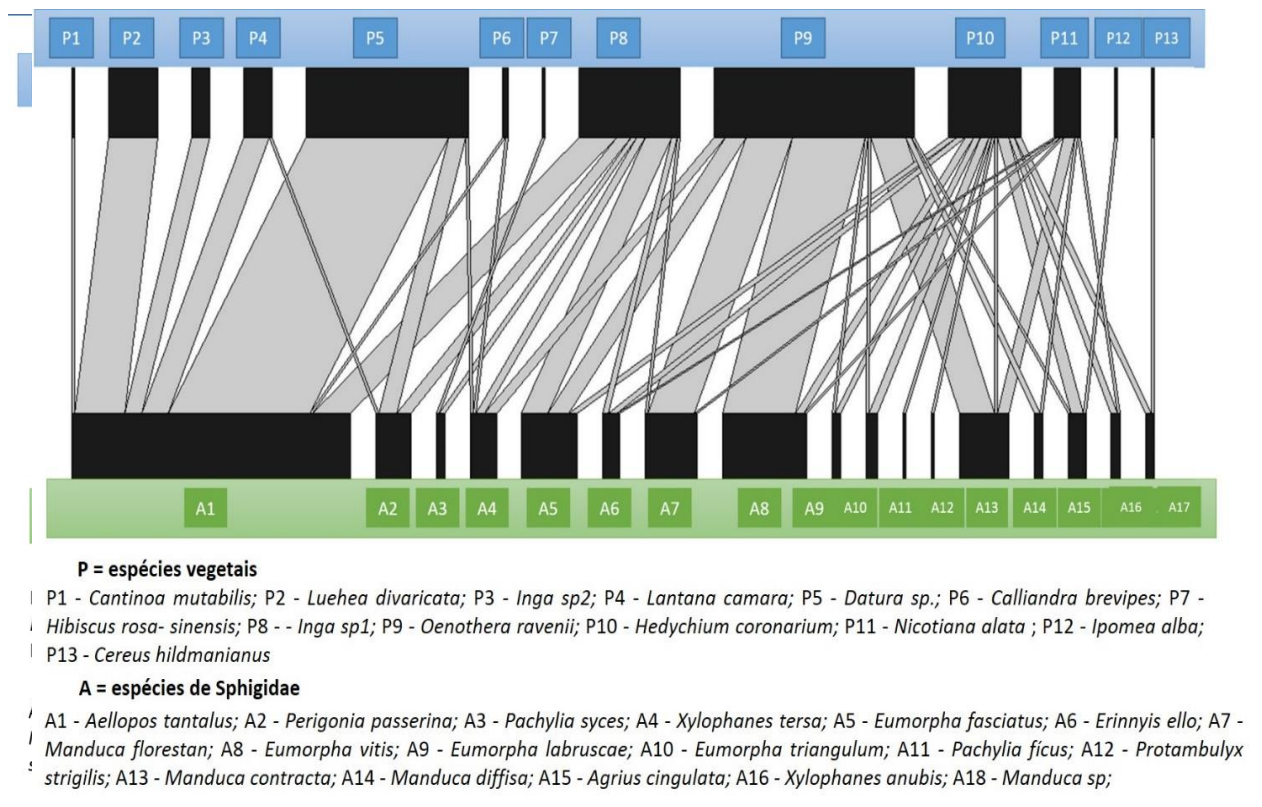 P1 P2 P3 P4 P5 P6 P7 P8 P9 P10 P11 P12 P13
A1 A2 A3 A4 A5 A6 A7 A8 A9 A10 A11 A12 A13 A14 A15 A16 A17
P = espécies vegetais
P1 - Cantinoa mutabilis; P2 - Luehea divaricata; P3 - Inga sp2; P4 - Lantana camara; P5 - Datura sp.; P6 - Calliandra brevipes; P7 -
Hibiscus rosa- sinensis; P8 - - Inga sp1; P9 - Oenothera ravenii; P10 - Hedychium coronarium; P11 - Nicotiana alata ; P12 - Ipomea alba;
P13 - Cereus hildmanianus
A = espécies de Sphigidae
A1 - Aellopos tantalus; A2 - Perigonia passerina; A3 - Pachylia syces; A4 - Xylophanes tersa; A5 - Eumorpha fasciatus; A6 - Erinnyis ello; A7 -
Manduca florestan; A8 - Eumorpha vitis; A9 - Eumorpha labruscae; A10 - Eumorpha triangulum; A11 - Pachylia ficus; A12 - Protambulyx
strigilis; A13 - Manduca contracta; A14 - Manduca diffisa; A15 - Agrius cingulata; A16 - Xylophanes anubis; A18 - Manduca sp;